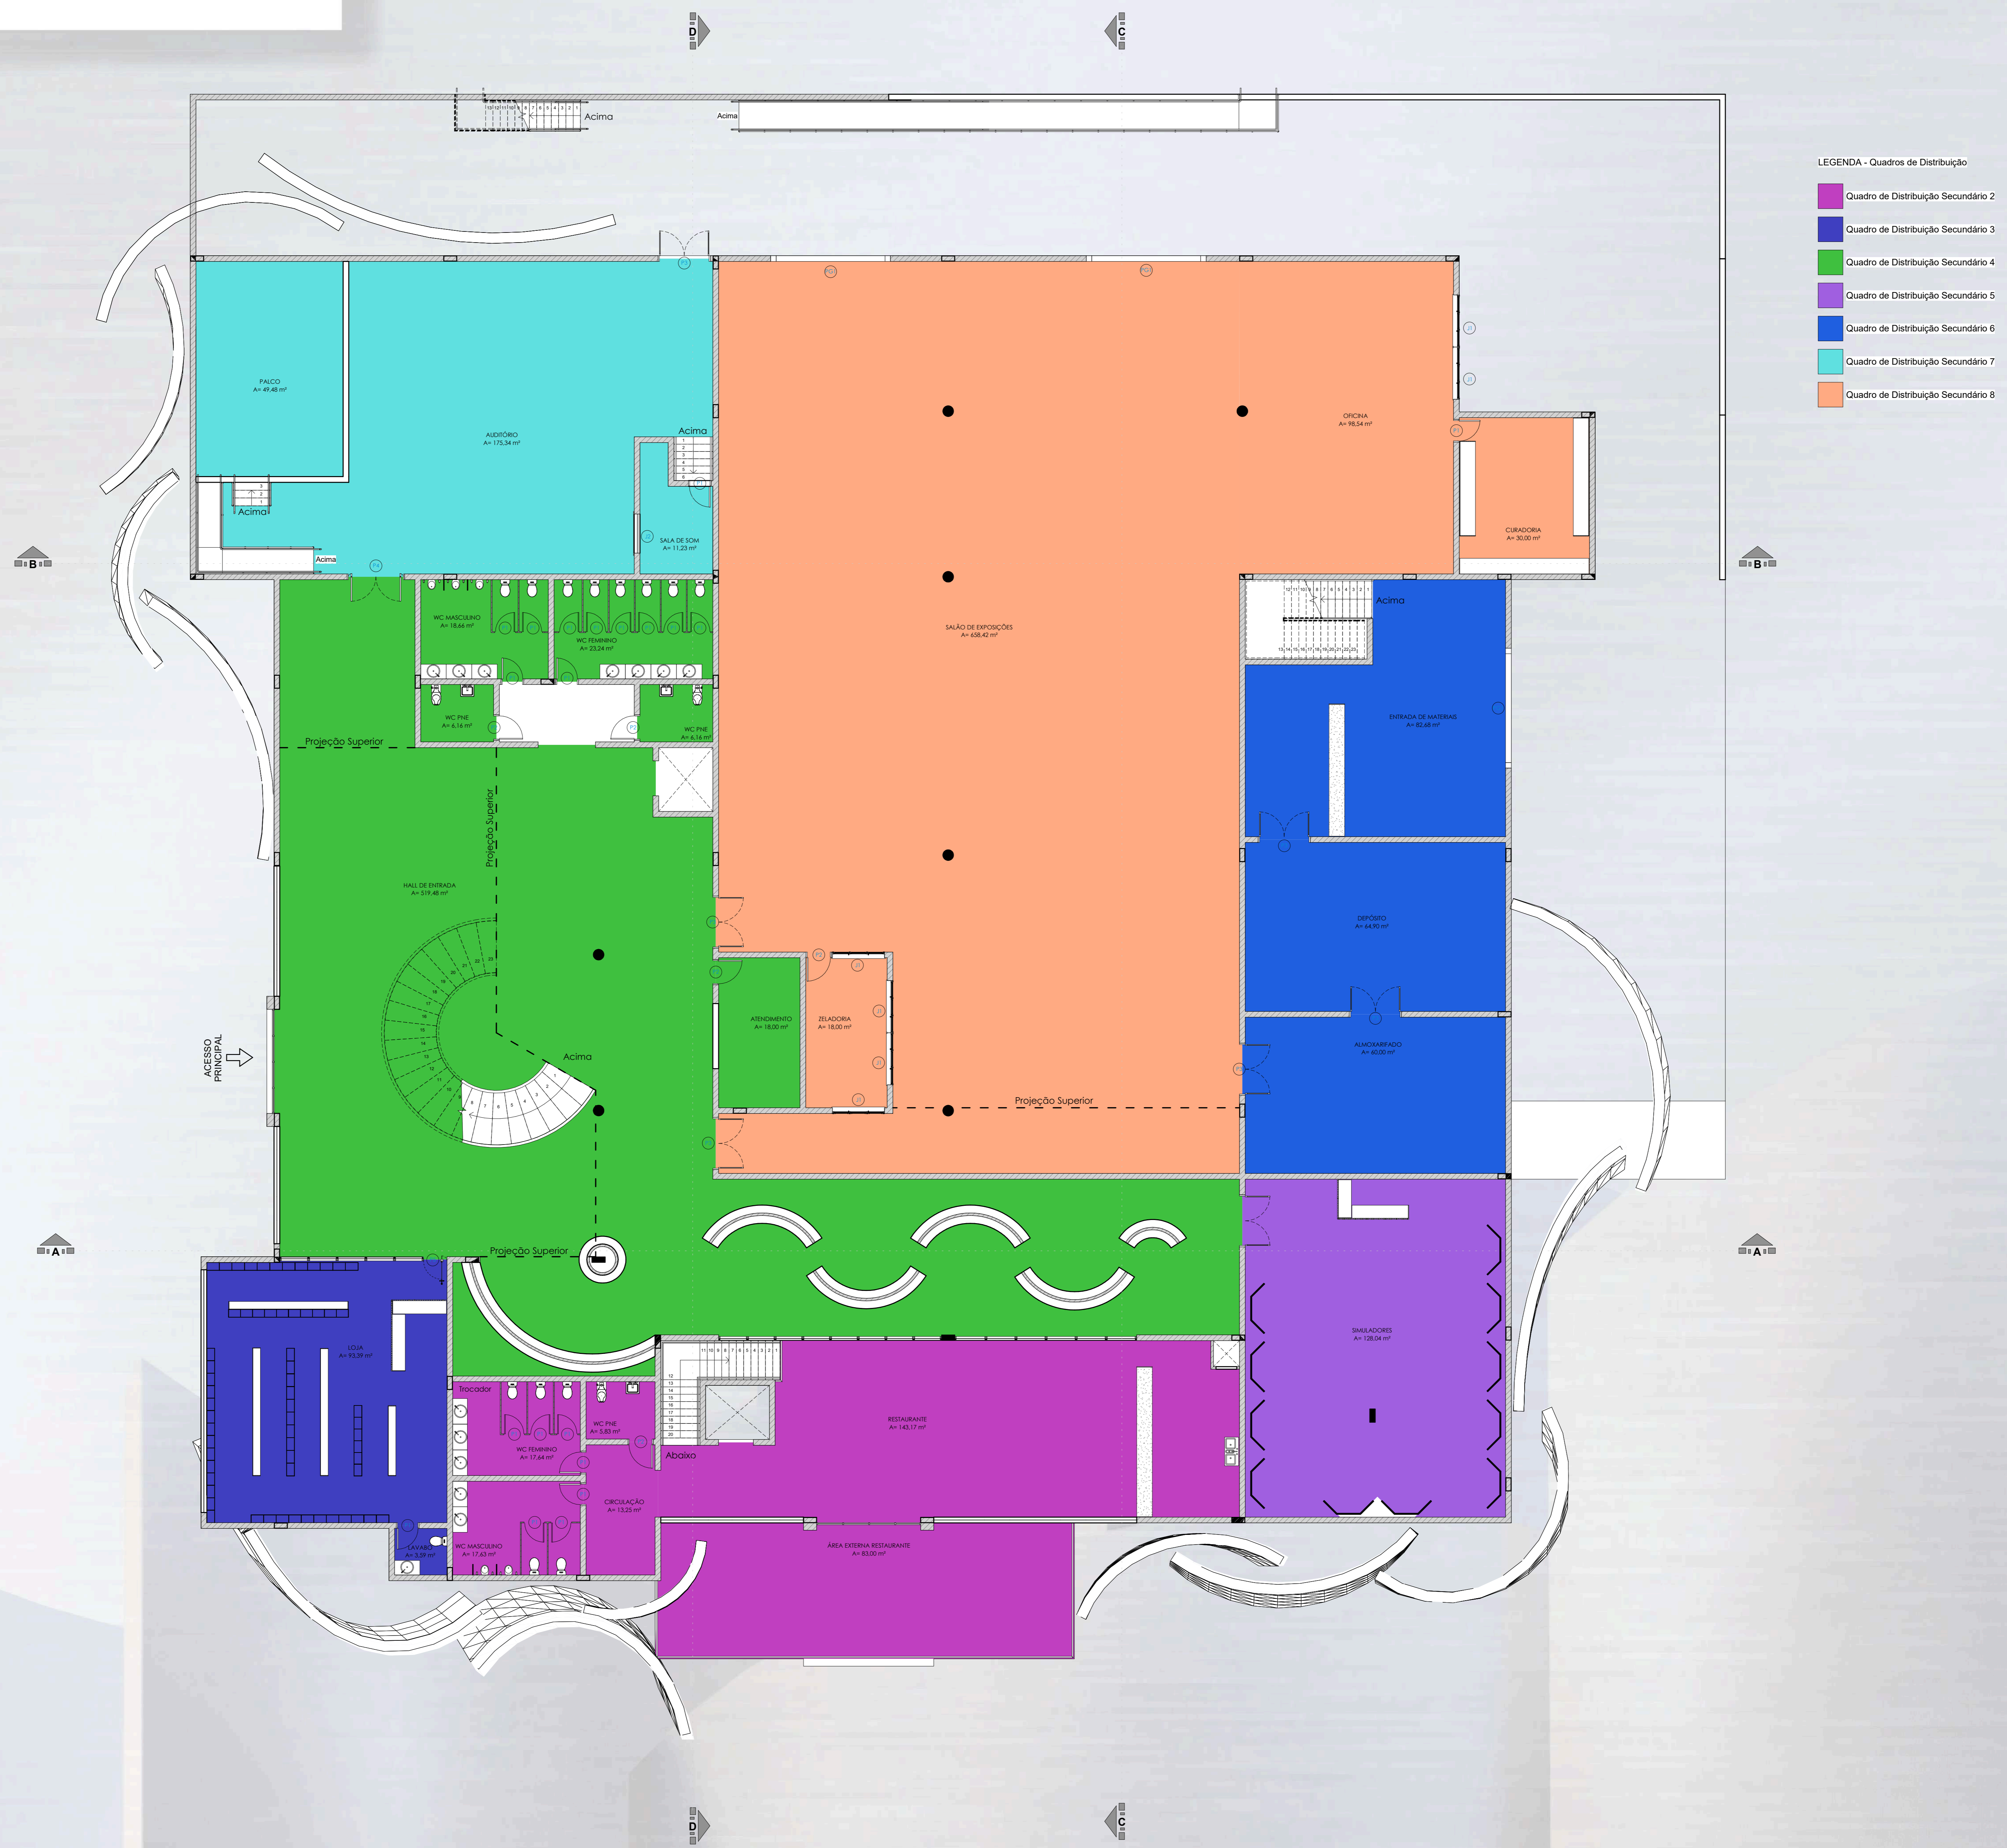 D
C
Acima
Acima
LEGENDA - Quadros de Distribuição
Quadro de Distribuição Secundário 2
Quadro de Distribuição Secundário 3
Quadro de Distribuição Secundário 4
Quadro de Distribuição Secundário 5
Quadro de Distribuição Secundário 6
Quadro de Distribuição Secundário 7
Quadro de Distribuição Secundário 8
PALCO
A= 49,48 m²
AUDITÓRIO
A= 175,34 m²
Acima
OFICINA
A= 98,54 m²
Acima
SALA DE SOM
A= 11,23 m²
Acima
CURADORIA
A= 30,00 m²
B
B
WC MASCULINO
A= 18,66 m²
WC FEMININO
A= 23,24 m²
SALÃO DE EXPOSIÇÕES
A= 658,42 m²
Acima
WC PNE
A= 6,16 m²
WC PNE
A= 6,16 m²
ENTRADA DE MATERIAIS
A= 82,68 m²
Projeção Superior
Projeção Superior
HALL DE ENTRADA
A= 519,48 m²
DEPÓSITO
A= 64,90 m²
ATENDIMENTO
A= 18,00 m²
ZELADORIA
A= 18,00 m²
ALMOXARIFADO
A= 60,00 m²
ACESSO
PRINCIPAL
Acima
Projeção Superior
A
Projeção Superior
A
LOJA
A= 93,39 m²
SIMULADORES
A= 128,04 m²
Trocador
WC PNE
A= 5,83 m²
RESTAURANTE
A= 143,17 m²
WC FEMININO
A= 17,64 m²
Abaixo
CIRCULAÇÃO
A= 13,25 m²
LAVABO
WC MASCULINO
A= 17,63 m²
ÁREA EXTERNA RESTAURANTE
A= 83,00 m²
D
C